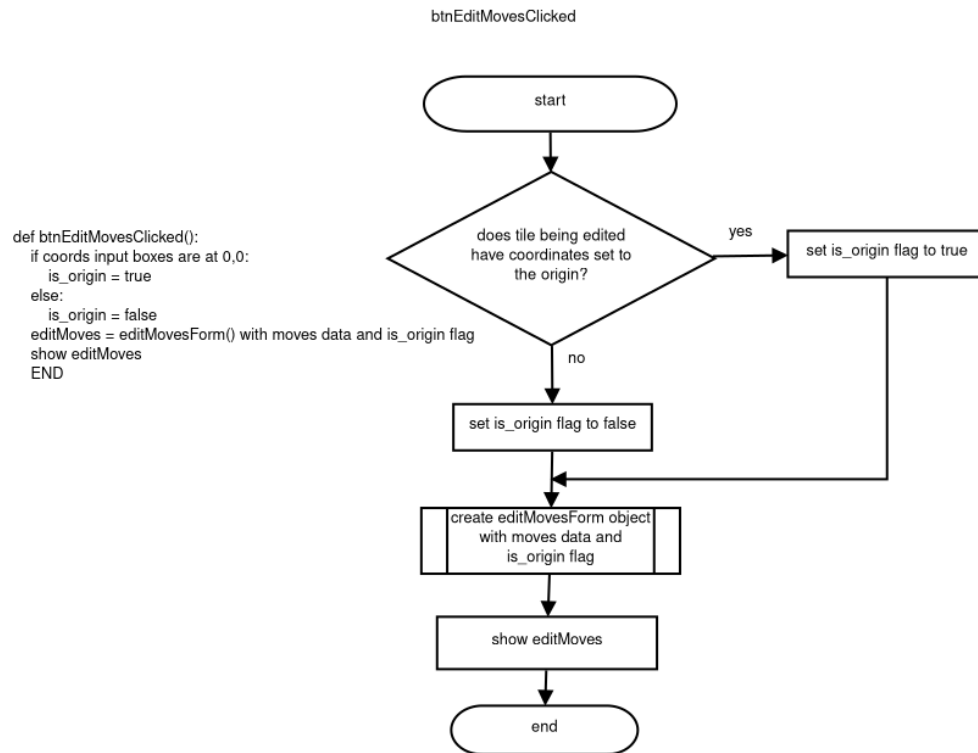 btnEditMovesClicked
start
does tile being edited
have coordinates set to
the origin?
yes
set is_origin flag to true
def btnEditMovesClicked():
if coords input boxes are at 0,0:
is_origin = true
else:
is_origin = false
editMoves = editMovesForm() with moves data and is_origin flag
show editMoves
END
no
set is_origin flag to false
create editMovesForm object
with moves data and
is_origin flag
show editMoves
end